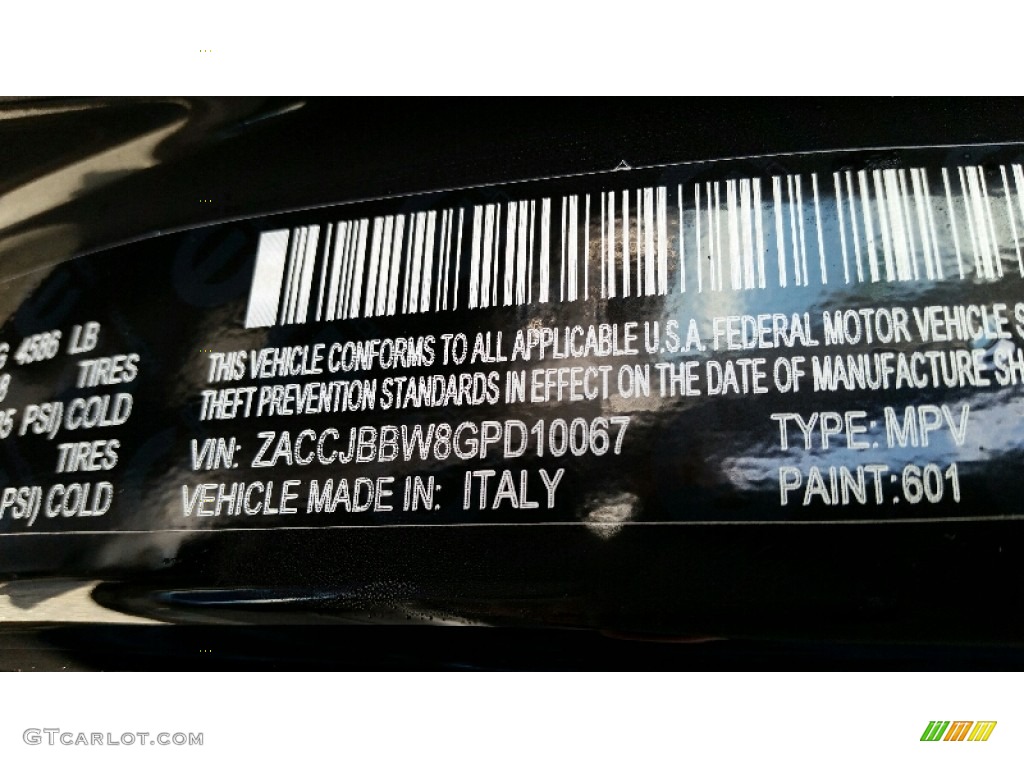 G 4586 LB
TIRES
PSI) COLD
TIRES
PSI) COLD
THIS VEHICLE CONFORMS TO ALL APPLICABLE U.S.A. FEDERAL MOTOR VEHICLE S
THEFT PREVENTION STANDARDS IN EFFECT ON THE DATE OF MANUFACTURE SH
VIN: ZACCJBBW8GPD10067
TYPE: MPV
VEHICLE MADE IN: ITALY
PAINT:601
GTCARLOT.COM